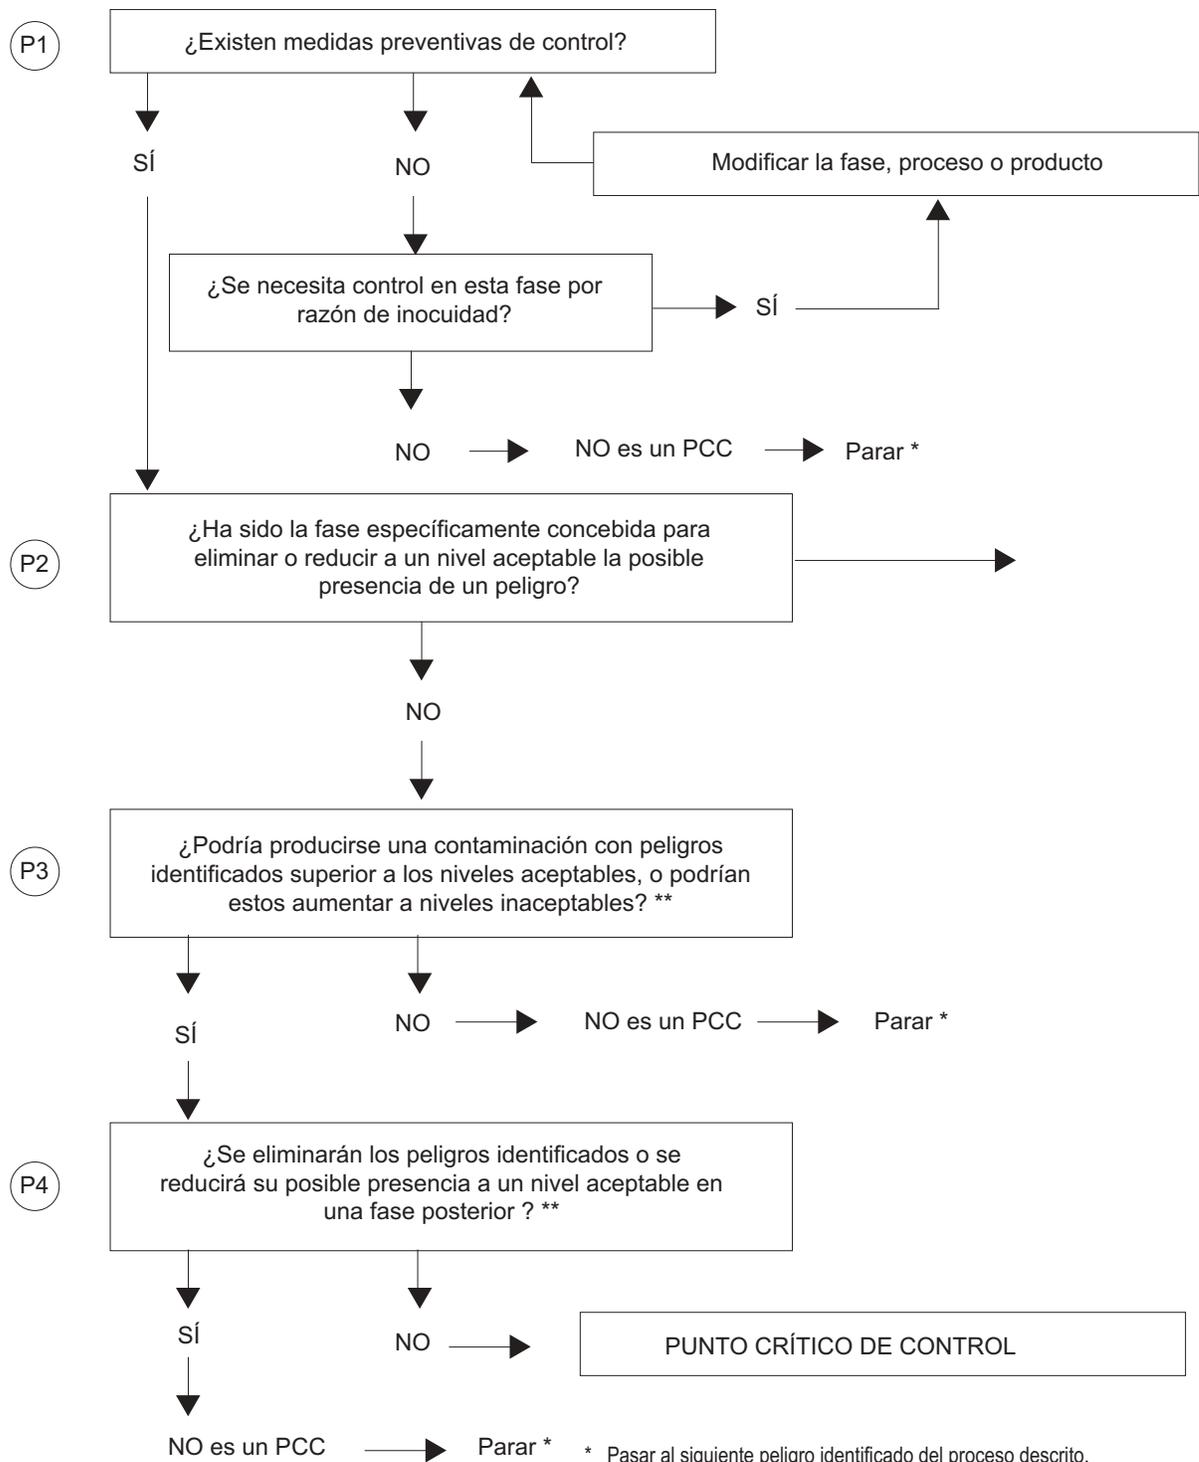 P1
¿Existen medidas preventivas de control?
SÍ
NO
Modificar la fase, proceso o producto
¿Se necesita control en esta fase por
razón de inocuidad?
SÍ
NO
NO es un PCC
Parar *
P2
¿Ha sido la fase específicamente concebida para
eliminar o reducir a un nivel aceptable la posible
presencia de un peligro?
NO
P3
¿Podría producirse una contaminación con peligros
identificados superior a los niveles aceptables, o podrían
estos aumentar a niveles inaceptables? **
SÍ
NO
NO es un PCC
Parar *
P4
¿Se eliminarán los peligros identificados o se
reducirá su posible presencia a un nivel aceptable en
una fase posterior ? **
SÍ
NO
PUNTO CRÍTICO DE CONTROL
NO es un PCC
Parar *
* Pasar al siguiente peligro identificado del proceso descrito.